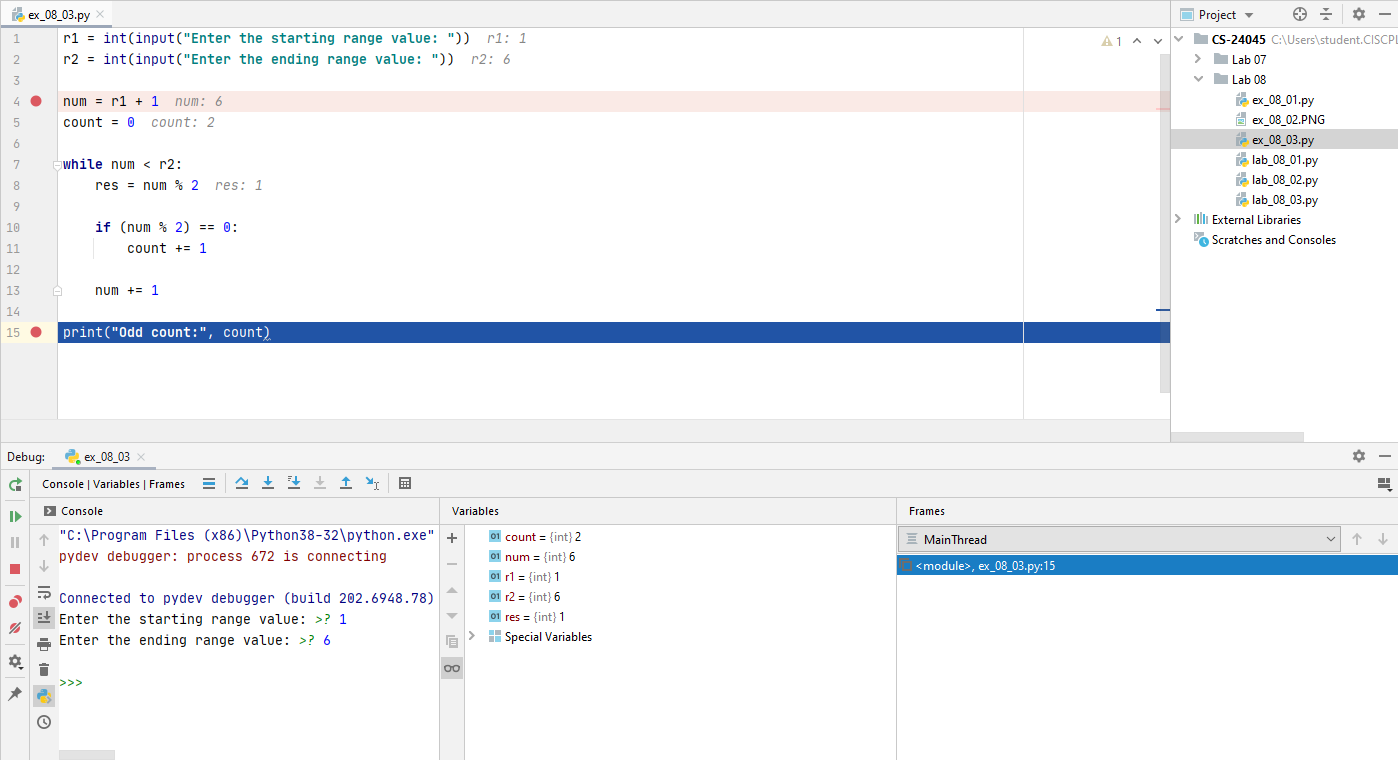 ex_08_03.py
1 r1 = int(input("Enter the starting range value: ")) r1: 1
2 r2 = int(input("Enter the ending range value: ")) r2: 6
3
4 num = r1 + 1 num: 6
5 count = 0 count: 2
6
7 while num < r2:
8 res = num % 2 res: 1
9
10 if (num % 2) == 0:
11 count += 1
12
13 num += 1
14
15 print("Odd count:", count)
1
Project
CS-24045 C:\Users\student.CISCPL
Lab 07
Lab 08
ex_08_01.py
ex_08_02.PNG
ex_08_03.py
lab_08_01.py
lab_08_02.py
lab_08_03.py
External Libraries
Scratches and Consoles
Debug: ex_08_03
Console | Variables | Frames
Console
"C:\Program Files (x86)\Python38-32\python.exe"
pydev debugger: process 672 is connecting
Connected to pydev debugger (build 202.6948.78)
Enter the starting range value: >? 1
Enter the ending range value: >? 6
>>>
Variables
01 count = {int} 2
01 num = {int} 6
01 r1 = {int} 1
01 r2 = {int} 6
01 res = {int} 1
Special Variables
Frames
MainThread
<module>, ex_08_03.py:15